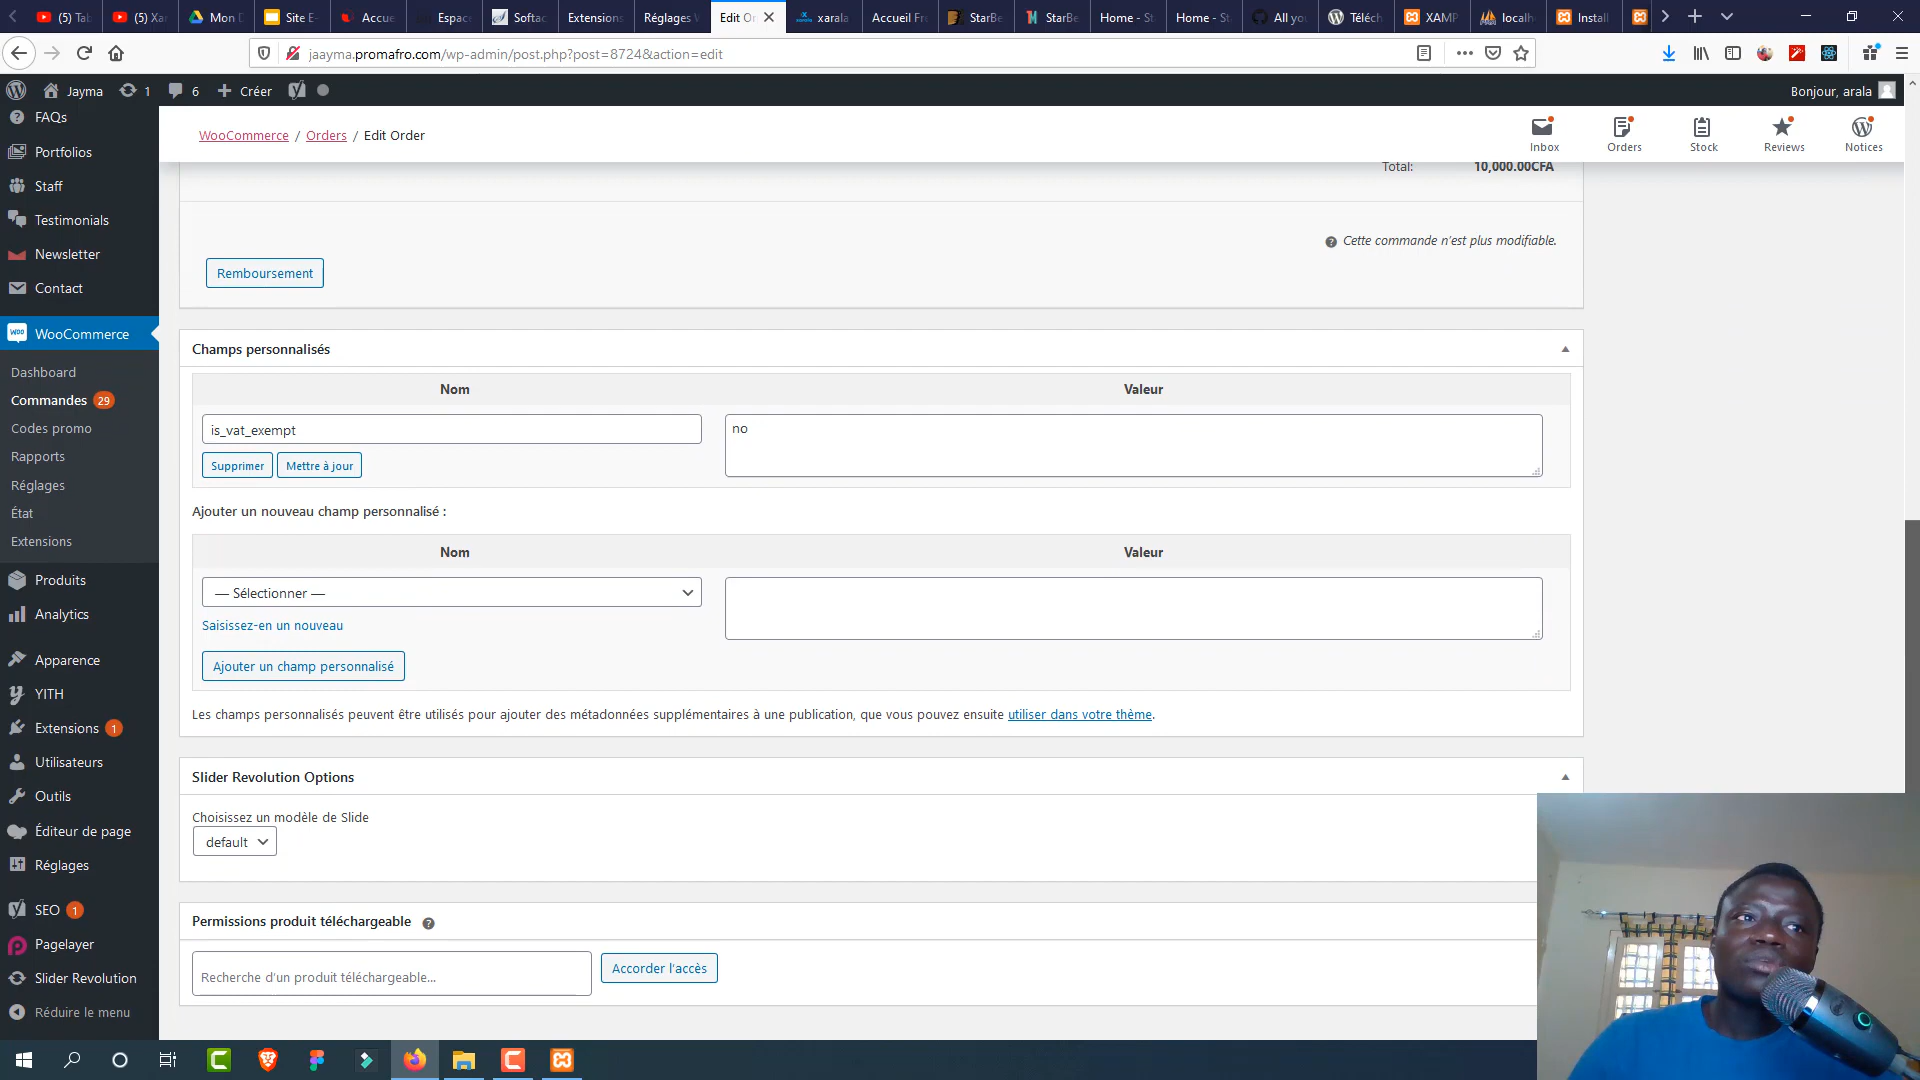 (5) Tab
(5) Xar
Mon D
Site E-
Accue
Espace
Softac
Extensions
Réglages W
Edit Or
xarala
Accueil Fre
StarBe
StarBe
Home - St
Home - St
All you
Téléch
XAMP
localh
Install
jaayma.promafro.com/wp-admin/post.php?post=8724&action=edit
Jayma
1
6
Créer
Bonjour, arala
WooCommerce / Orders / Edit Order
Inbox
Orders
Stock
Reviews
Notices
FAQs
Portfolios
Staff
Testimonials
Newsletter
Contact
WooCommerce
Dashboard
Commandes 29
Codes promo
Rapports
Réglages
État
Extensions
Produits
Analytics
Apparence
YITH
Extensions 1
Utilisateurs
Outils
Éditeur de page
Réglages
SEO 1
Pagelayer
Slider Revolution
Réduire le menu
Total: 10,000.00CFA
Cette commande n'est plus modifiable.
Remboursement
Champs personnalisés
Nom Valeur
is_vat_exempt no
Supprimer Mettre à jour
Ajouter un nouveau champ personnalisé :
Nom Valeur
— Sélectionner —
Saisissez-en un nouveau
Ajouter un champ personnalisé
Les champs personnalisés peuvent être utilisés pour ajouter des métadonnées supplémentaires à une publication, que vous pouvez ensuite utiliser dans votre thème.
Slider Revolution Options
Choisissez un modèle de Slide
default
Permissions produit téléchargeable
Recherche d'un produit téléchargeable...
Accorder l'accès